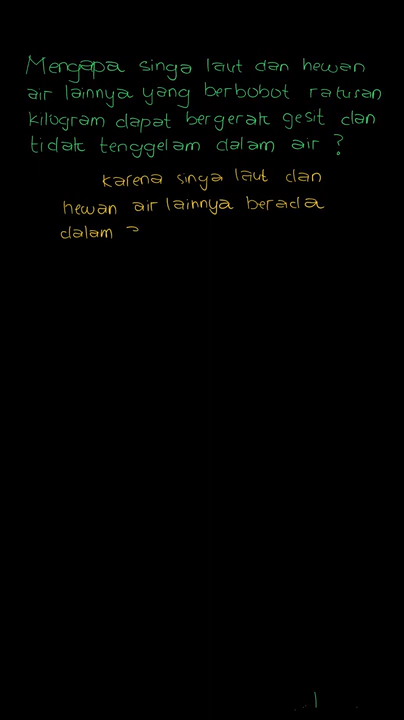 Mengapa singa laut dan hewan
air lainnya yang berbobot ratusan
kilogram dapat bergerak gesit dan
tidak tenggelam dalam air ?
Karena singa laut dan
hewan air lainnya berada
dalam